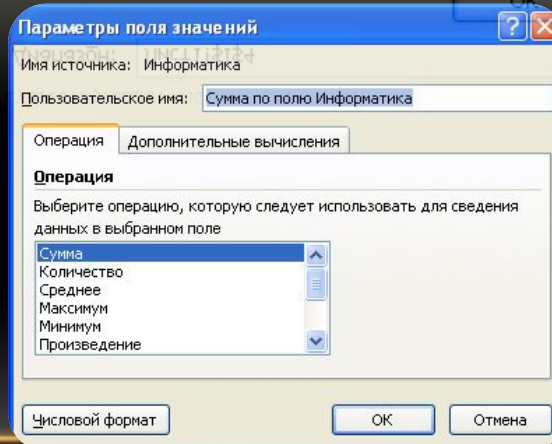 ОК
Параметры поля значений
Имя источника: Информатика
Пользовательское имя: Сумма по полю Информатика
Операция Дополнительные вычисления
Операция
Выберите операцию, которую следует использовать для сведения
данных в выбранном поле
Сумма
Количество
Среднее
Максимум
Минимум
Произведение
Числовой формат ОК Отмена